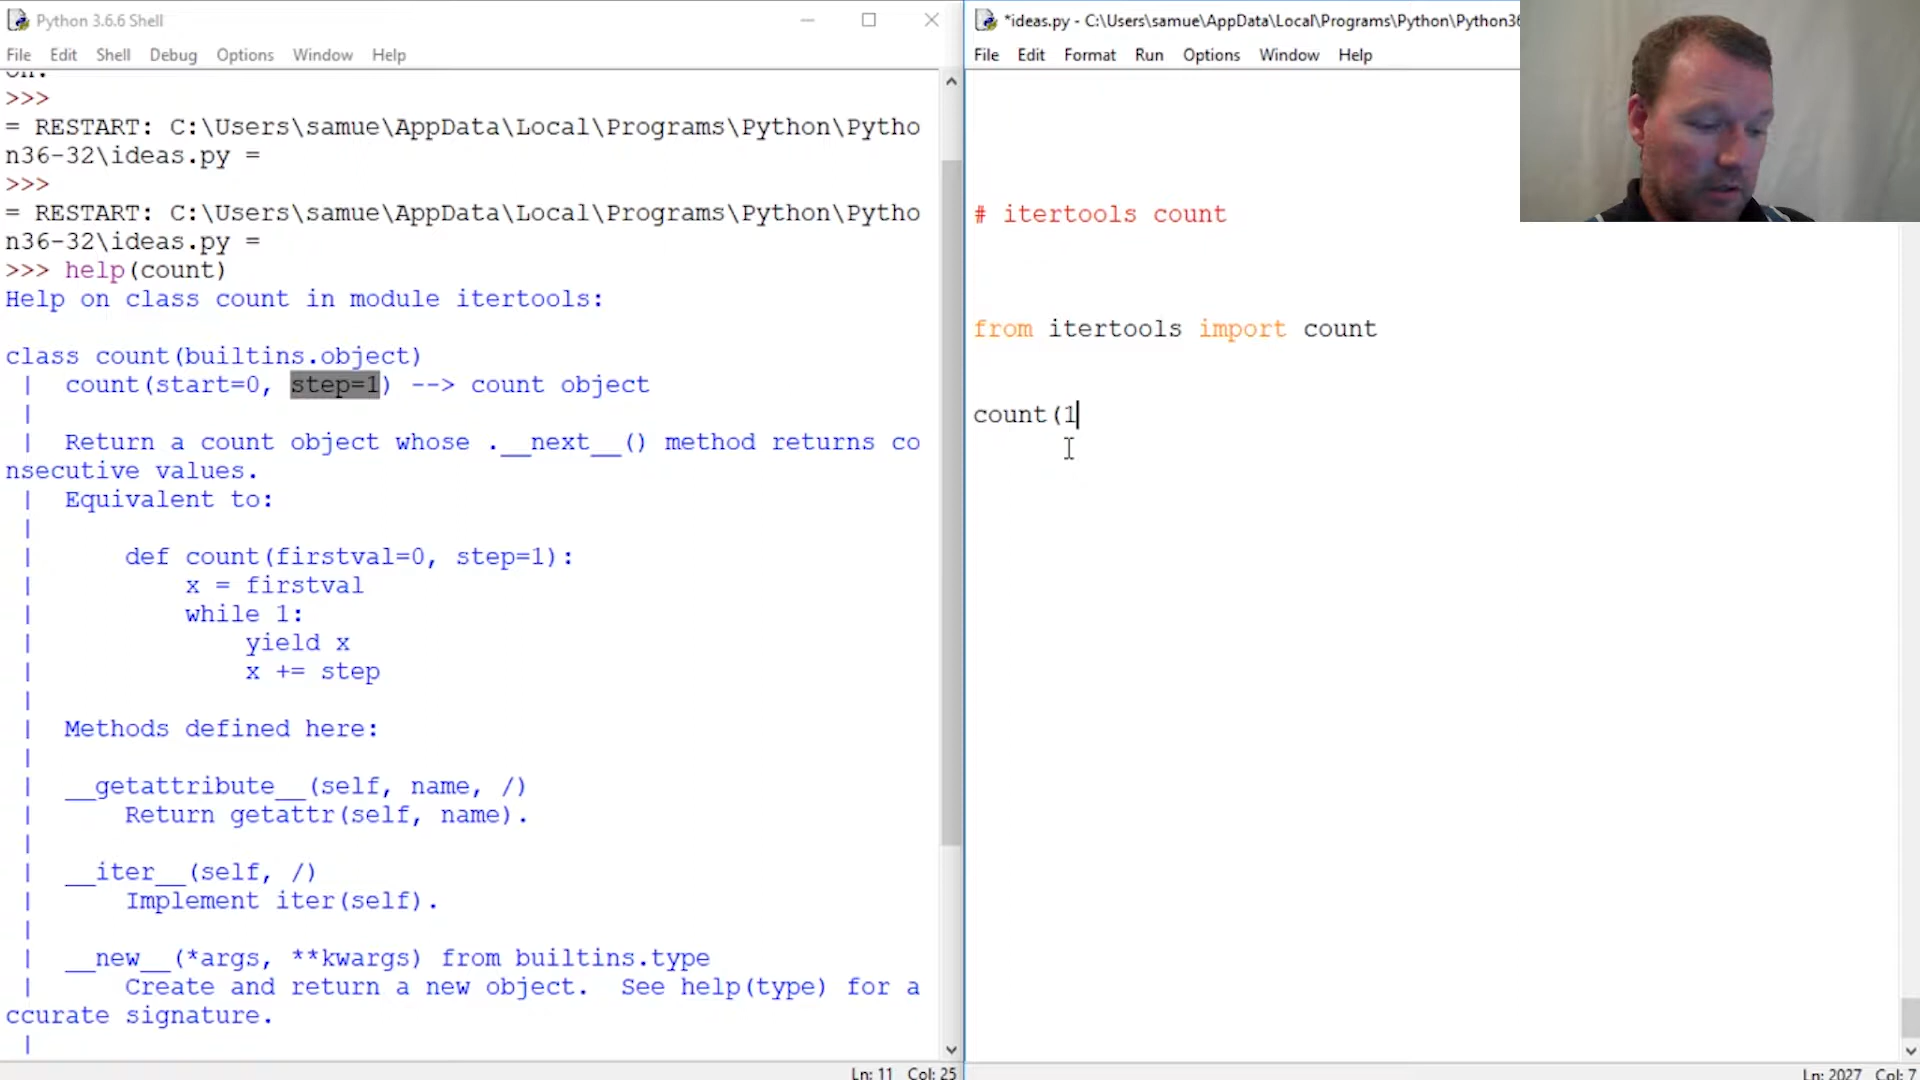 Python 3.6.6 Shell
File Edit Shell Debug Options Window Help
>>>
= RESTART: C:\Users\samue\AppData\Local\Programs\Python\Pytho
n36-32\ideas.py =
>>>
= RESTART: C:\Users\samue\AppData\Local\Programs\Python\Pytho
n36-32\ideas.py =
>>> help(count)
Help on class count in module itertools:
class count(builtins.object)
 |  count(start=0, step=1) --> count object
 |
 |  Return a count object whose .__next__() method returns co
nsecutive values.
 |  Equivalent to:
 |
 |      def count(firstval=0, step=1):
 |          x = firstval
 |          while 1:
 |              yield x
 |              x += step
 |
 |  Methods defined here:
 |
 |  __getattribute__(self, name, /)
 |      Return getattr(self, name).
 |
 |  __iter__(self, /)
 |      Implement iter(self).
 |
 |  __new__(*args, **kwargs) from builtins.type
 |      Create and return a new object.  See help(type) for a
ccurate signature.
 |
Ln: 11 Col: 25
*ideas.py - C:\Users\samue\AppData\Local\Programs\Python\Python36
File Edit Format Run Options Window Help
# itertools count
from itertools import count
count(1
Ln: 2027 Col: 7